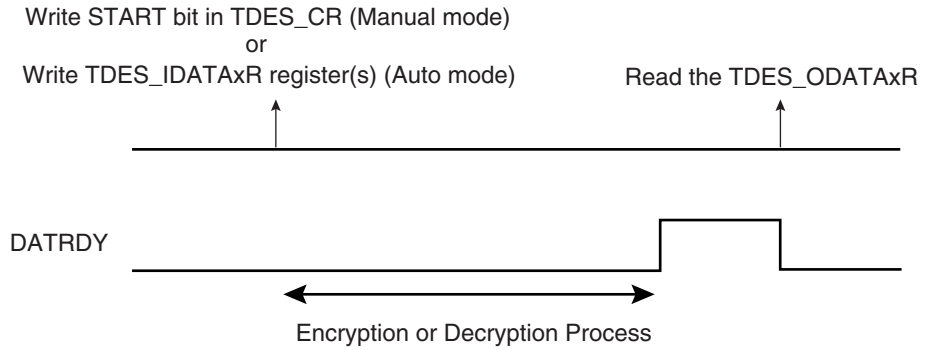 Write START bit in TDES_CR (Manual mode)
or
Write TDES_IDATAxR register(s) (Auto mode)
Read the TDES_ODATAxR
DATRDY
Encryption or Decryption Process